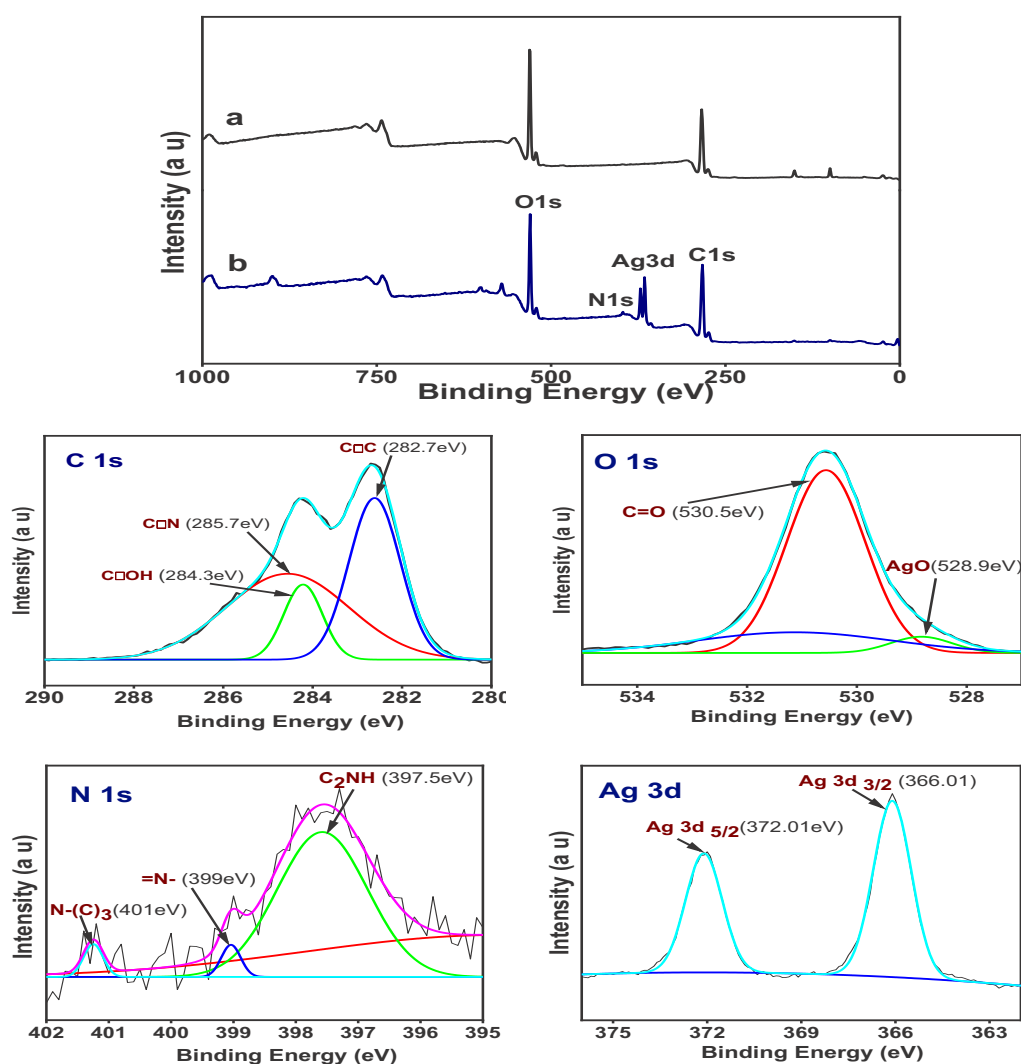 a
b
O1s
N1s
Ag3d
C1s
Intensity (a u)
1000 750 500 250 0
Binding Energy (eV)
C 1s
C□C (282.7eV)
C□N (285.7eV)
C□OH (284.3eV)
Intensity (a u)
290 286 284 282 280
Binding Energy (eV)
O 1s
C=O (530.5eV)
AgO(528.9eV)
Intensity (a u)
534 531 530 528
Binding Energy (eV)
N 1s
C2NH (397.5eV)
=N- (399eV)
N-(C)3(401eV)
Intensity (a u)
402 401 400 399 398 397 396 395
Binding Energy (eV)
Ag 3d
Ag 3d 3/2 (366.01)
Ag 3d 5/2(372.01eV)
Intensity (a u)
375 372 369 366 363
Binding Energy (eV)